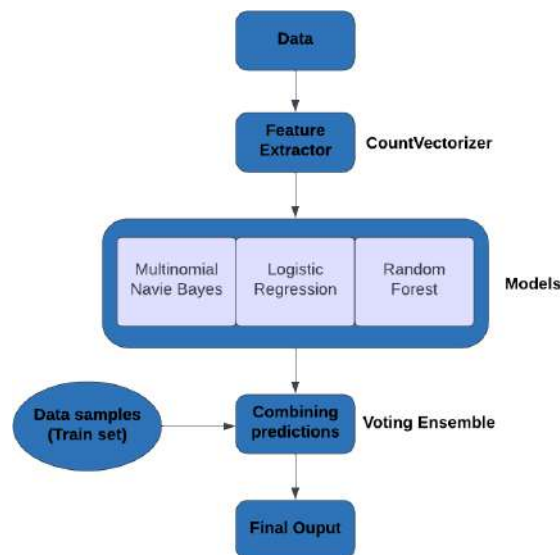 Data
Feature
Extractor
CountVectorizer
Multinomial
Navie Bayes
Logistic
Regression
Random
Forest
Models
Data samples
(Train set)
Combining
predictions
Voting Ensemble
Final Ouput